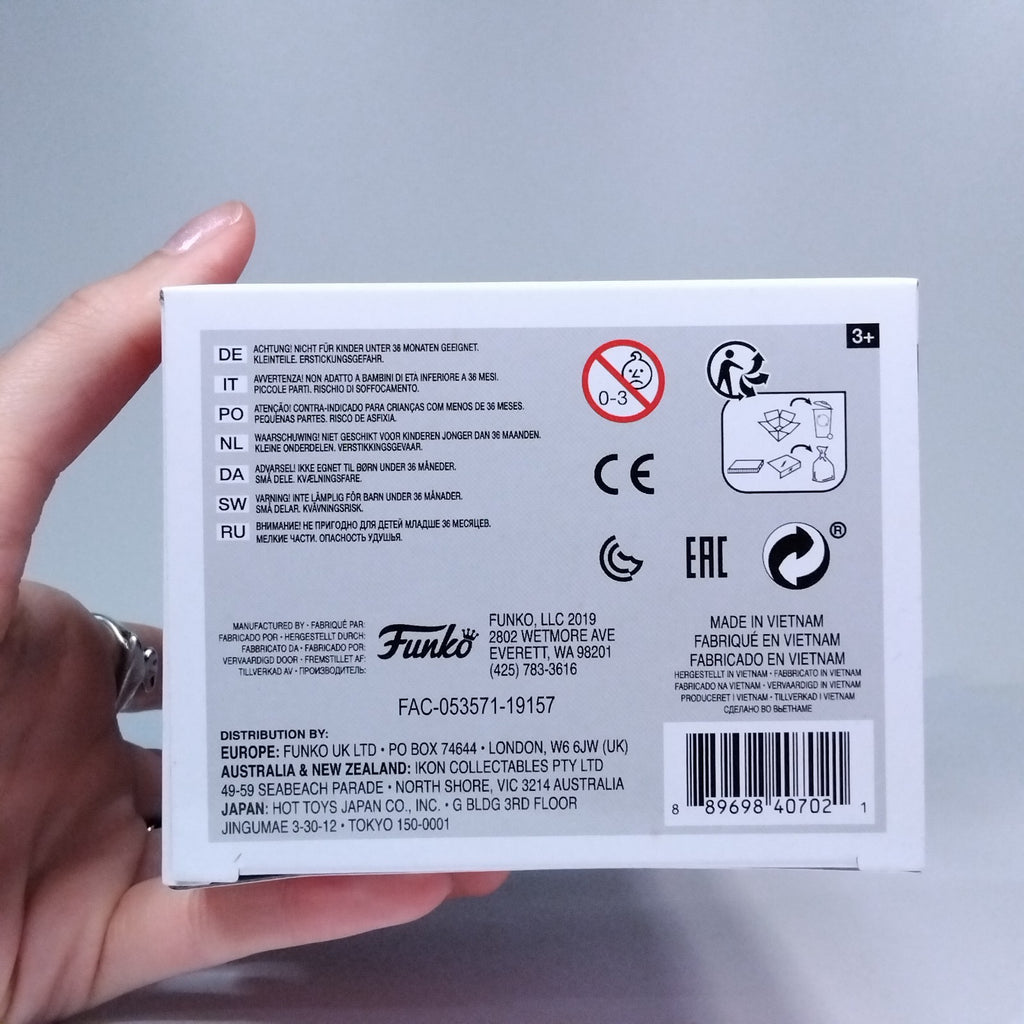 3+
DE ACHTUNG! NICHT FÜR KINDER UNTER 36 MONATEN GEEIGNET.
KLEINTEILE. ERSTICKUNGSGEFAHR.
IT AVVERTENZA! NON ADATTO A BAMBINI DI ETÀ INFERIORE A 36 MESI.
PICCOLE PARTI. RISCHIO DI SOFFOCAMENTO.
PO ATENÇÃO! CONTRA-INDICADO PARA CRIANÇAS COM MENOS DE 36 MESES.
PEQUENAS PARTES. RISCO DE ASFIXIA.
NL WAARSCHUWING! NIET GESCHIKT VOOR KINDEREN JONGER DAN 36 MAANDEN.
KLEINE ONDERDELEN. VERSTIKKINGSGEVAAR.
DA ADVARSEL! IKKE EGNET TIL BØRN UNDER 36 MÅNEDER.
SMÅ DELE. KVÆLNINGSFARE.
SW VARNING! INTE LÄMPLIG FÖR BARN UNDER 36 MÅNADER.
SMÅ DELAR. KVÄVNINGSRISK.
RU ВНИМАНИЕ! НЕ ПРИГОДНО ДЛЯ ДЕТЕЙ МЛАДШЕ 36 МЕСЯЦЕВ.
МЕЛКИЕ ЧАСТИ. ОПАСНОСТЬ УДУШЬЯ.
0-3
CE
EAC
®
MANUFACTURED BY • FABRIQUÉ PAR:
FABRICADO POR • HERGESTELLT DURCH:
FABBRICATO DA • FABRICADO POR:
VERVAARDIGD DOOR • FREMSTILLET AF:
TILLVERKAD AV • ПРОИЗВОДИТЕЛЬ:
Funko
FUNKO, LLC 2019
2802 WETMORE AVE
EVERETT, WA 98201
(425) 783-3616
FAC-053571-19157
MADE IN VIETNAM
FABRIQUÉ EN VIETNAM
FABRICADO EN VIETNAM
HERGESTELLT IN VIETNAM • FABBRICATO IN VIETNAM
FABRICADO NA VIETNAM • VERVAARDIGD IN VIETNAM
PRODUCERET I VIETNAM • TILLVERKAD I VIETNAM
СДЕЛАНО ВО ВЬЕТНАМЕ
DISTRIBUTION BY:
EUROPE: FUNKO UK LTD • PO BOX 74644 • LONDON, W6 6JW (UK)
AUSTRALIA & NEW ZEALAND: IKON COLLECTABLES PTY LTD
49-59 SEABEACH PARADE • NORTH SHORE, VIC 3214 AUSTRALIA
JAPAN: HOT TOYS JAPAN CO., INC. • G BLDG 3RD FLOOR
JINGUMAE 3-30-12 • TOKYO 150-0001
8 89698 40702 1